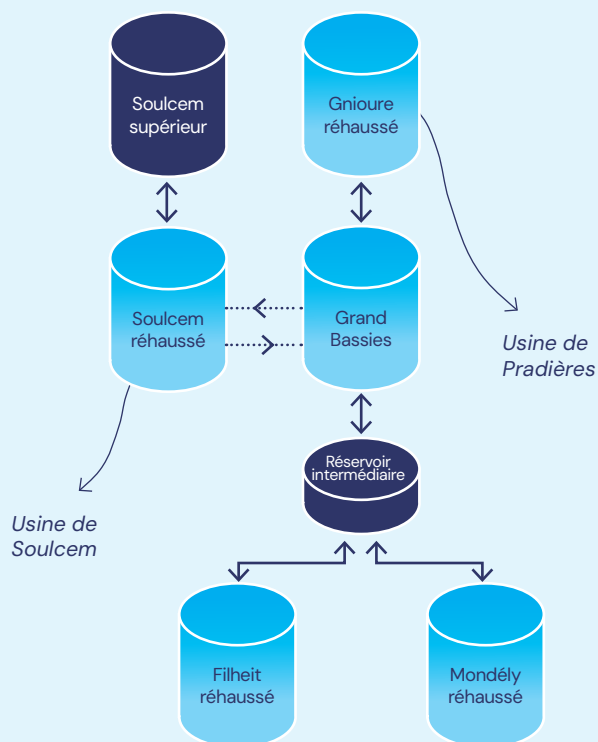 Soulcem
supérieur
Gnioure
réhaussé
Soulcem
réhaussé
Grand
Bassies
Usine de
Pradières
Réservoir
intermédiaire
Usine de
Soulcem
Filheit
réhaussé
Mondély
réhaussé